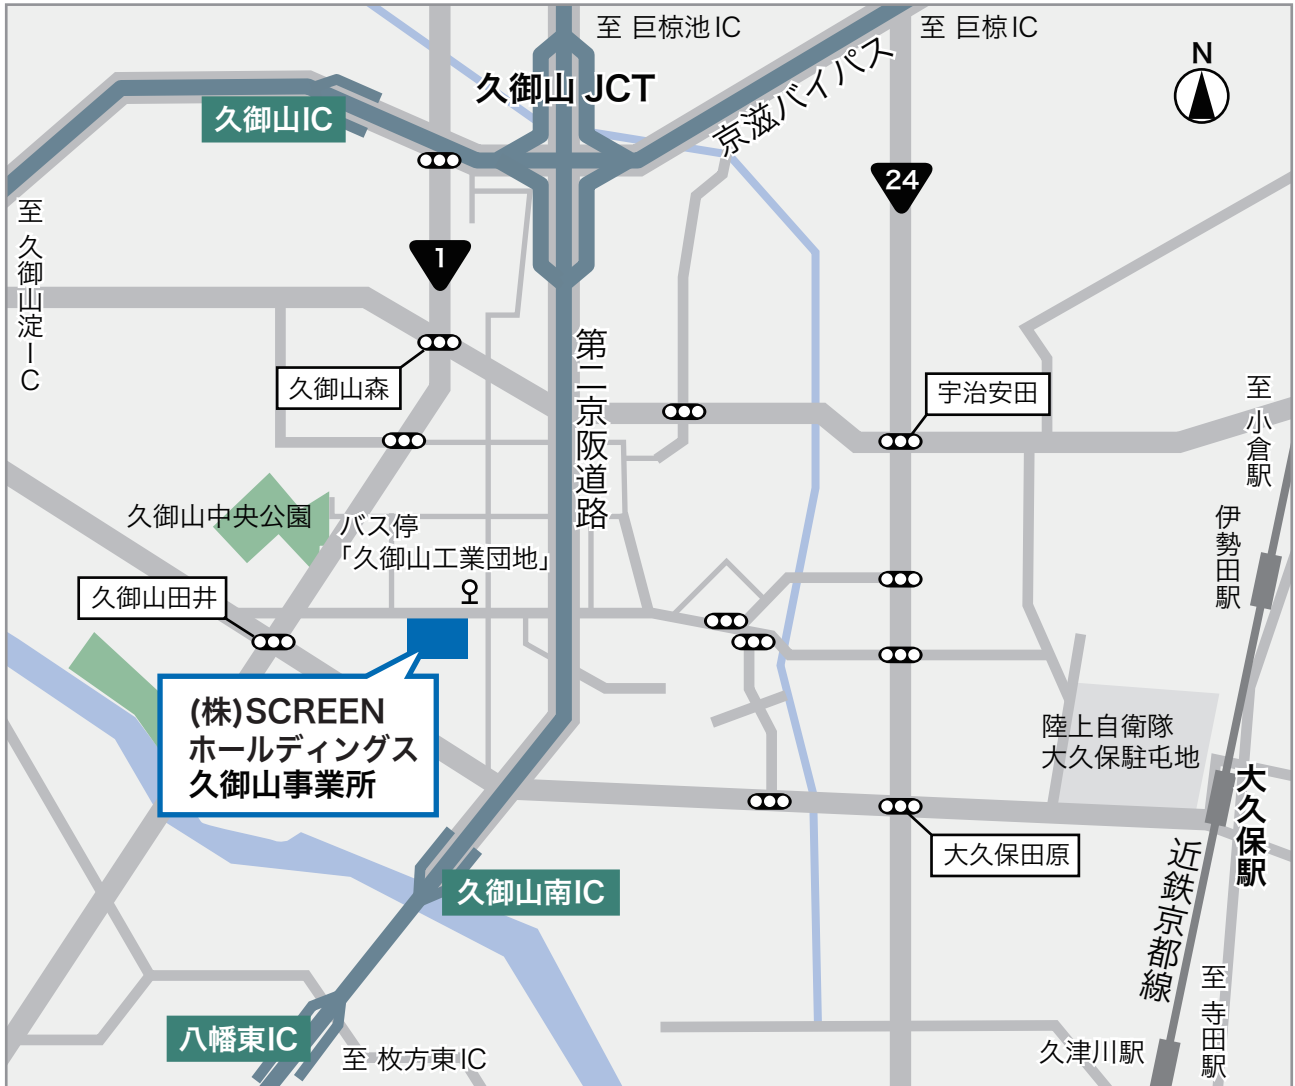 至 巨椋池IC
至 巨椋IC
N
久御山 JCT
京滋バイパス
久御山IC
24
至 久御山淀IC
1
第二京阪道路
久御山森
宇治安田
至 小倉駅
久御山中央公園
バス停
「久御山工業団地」
伊勢田駅
久御山田井
(株)SCREEN
ホールディングス
久御山事業所
陸上自衛隊
大久保駐屯地
大久保駅
大久保田原
近鉄京都線
久御山南IC
至 寺田駅
八幡東IC
至 枚方東IC
久津川駅